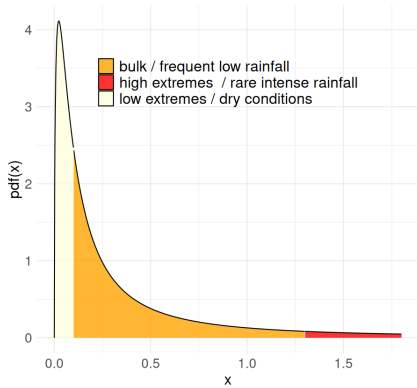 4
bulk / frequent low rainfall
high extremes / rare intense rainfall
low extremes / dry conditions
3
pdf(x)
2
1
0
0.0 0.5 1.0 1.5
x